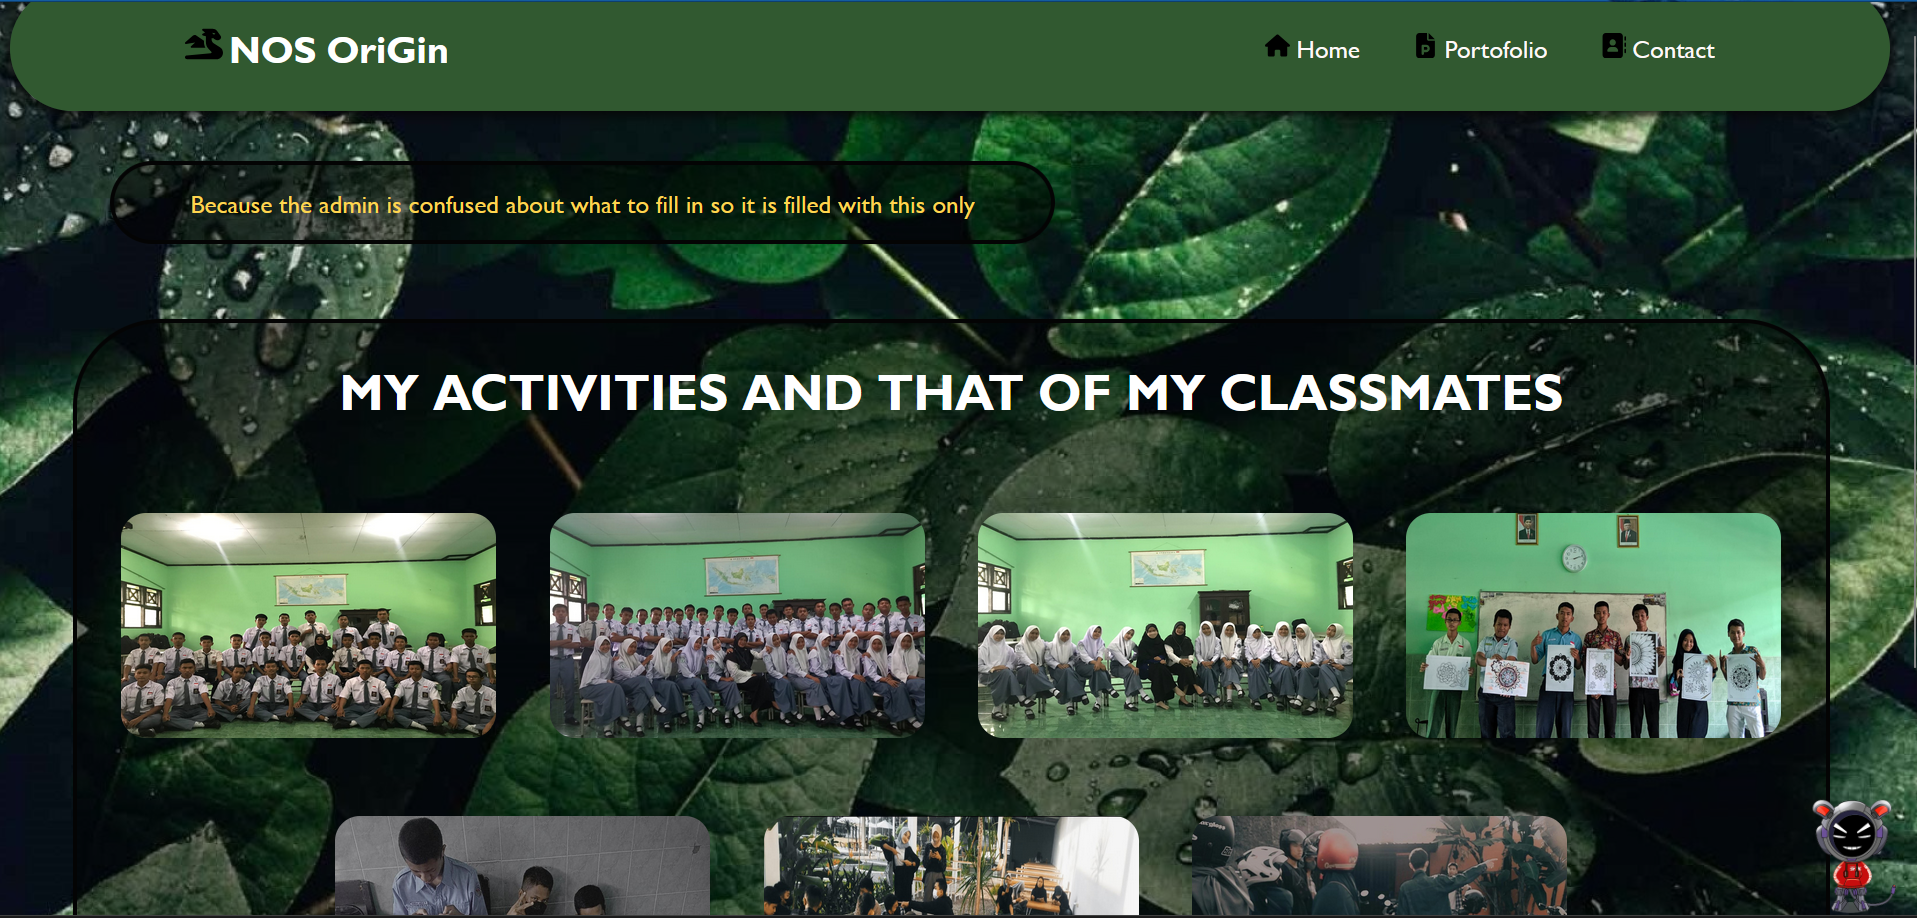 NOS OriGin
Home
Portofolio
Contact
Because the admin is confused about what to fill in so it is filled with this only
MY ACTIVITIES AND THAT OF MY CLASSMATES